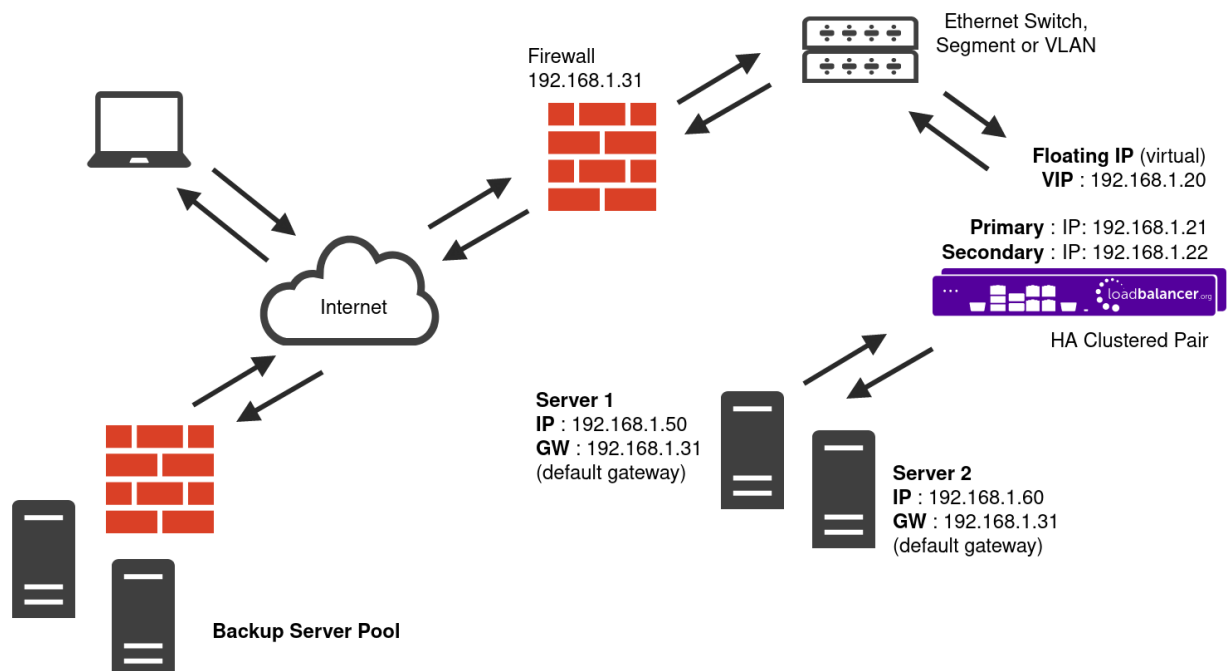 Ethernet Switch,
Segment or VLAN
Firewall
192.168.1.31
Floating IP (virtual)
VIP : 192.168.1.20
Primary : IP: 192.168.1.21
Secondary : IP: 192.168.1.22
loadbalancer.org
HA Clustered Pair
Internet
Server 1
IP : 192.168.1.50
GW : 192.168.1.31
(default gateway)
Server 2
IP : 192.168.1.60
GW : 192.168.1.31
(default gateway)
Backup Server Pool